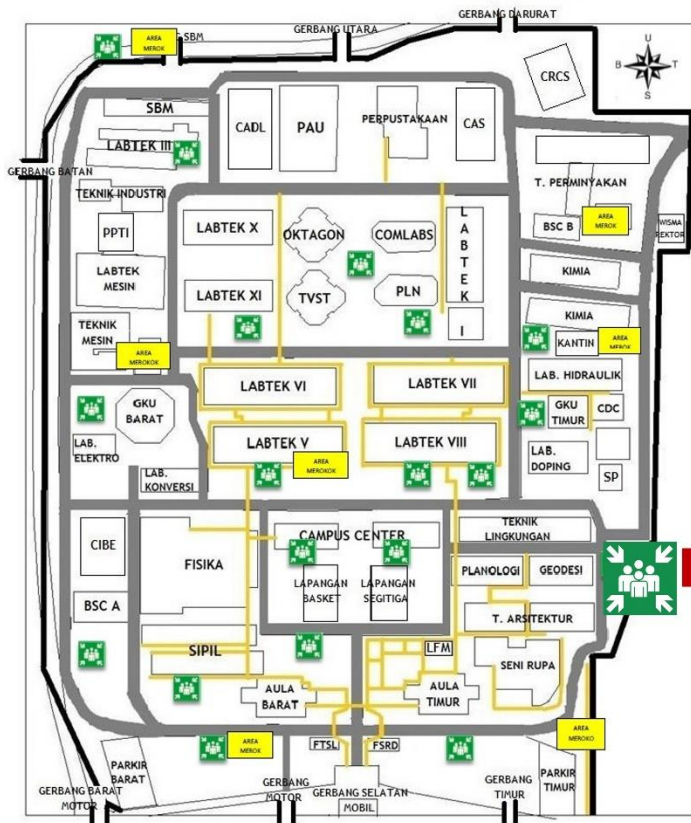 GERBANG DARURAT
GERBANG UTARA
AREA
MEROK
SBM
U
B
T
S
CRCS
SBM
CADL
PAU
PERPUSTAKAAN
CAS
LABTEK III
GERBANG BATAN
TEKNIK INDUSTRI
T. PERMINYAKAN
PPTI
LABTEK X
OKTAGON
COMLABS
LABTEK
I
BSC B
AREA
MEROK
WISMA
REKTOR
LABTEK
MESIN
KIMIA
LABTEK XI
TVST
PLN
KIMIA
TEKNIK
MESIN
KANTIN
AREA
MEROK
AREA
MEROKOK
LABTEK VI
LABTEK VII
LAB. HIDRAULIK
GKU
BARAT
GKU
TIMUR
CDC
LABTEK V
LABTEK VIII
LAB.
ELEKTRO
AREA
MEROKOK
LAB.
DOPING
SP
LAB.
KONVERSI
CIBE
FISIKA
CAMPUS CENTER
TEKNIK
LINGKUNGAN
LAPANGAN
BASKET
LAPANGAN
SEGITIGA
PLANOLOGI
GEODESI
BSC A
T. ARSITEKTUR
SIPIL
LFM
SENI RUPA
AULA
BARAT
AULA
TIMUR
AREA
MEROK
FTSL
FSRD
AREA
MEROKO
PARKIR
BARAT
PARKIR
TIMUR
GERBANG BARAT
MOTOR
GERBANG
MOTOR
GERBANG SELATAN
MOBIL
GERBANG
TIMUR